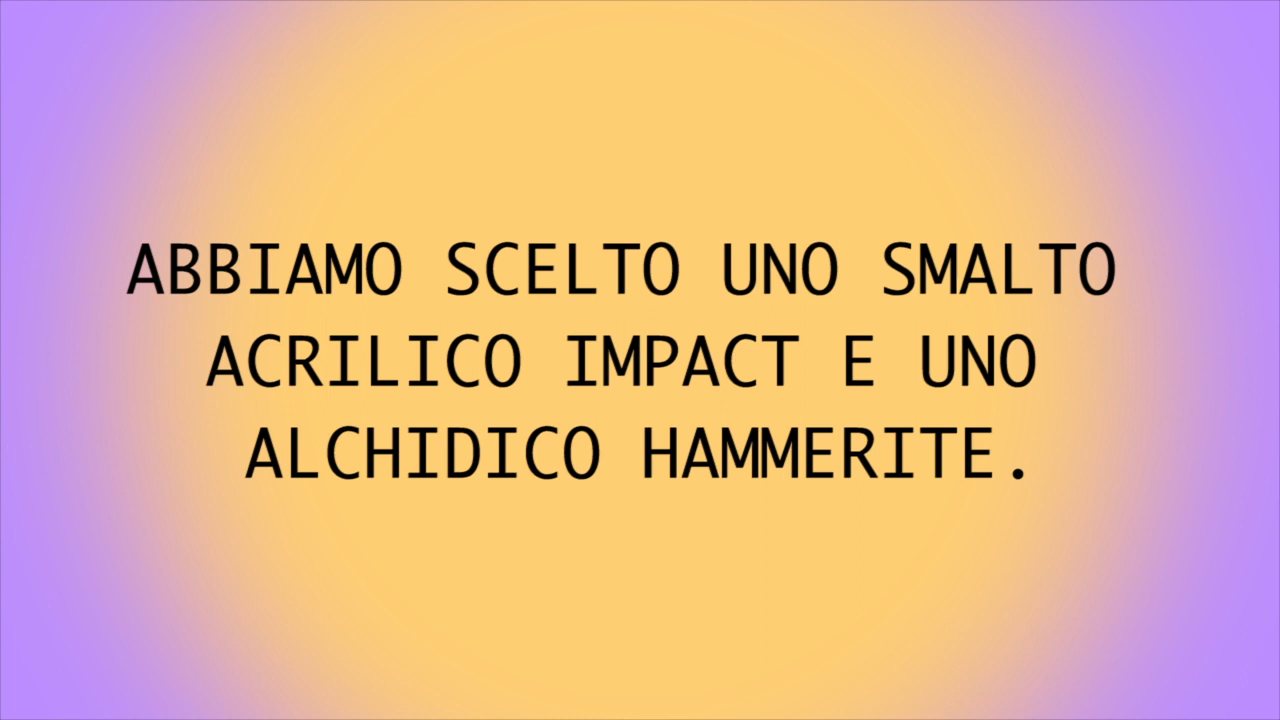 ABBIAMO SCELTO UNO SMALTO
ACRILICO IMPACT E UNO
ALCHIDICO HAMMERITE.